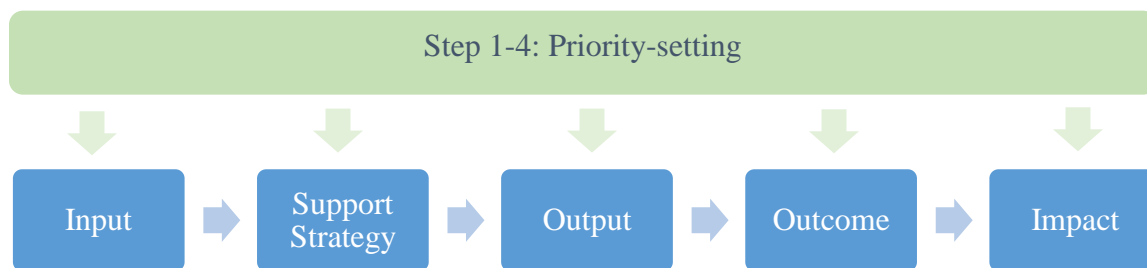 Step 1-4: Priority-setting
Input
Support
Strategy
Output
Outcome
Impact